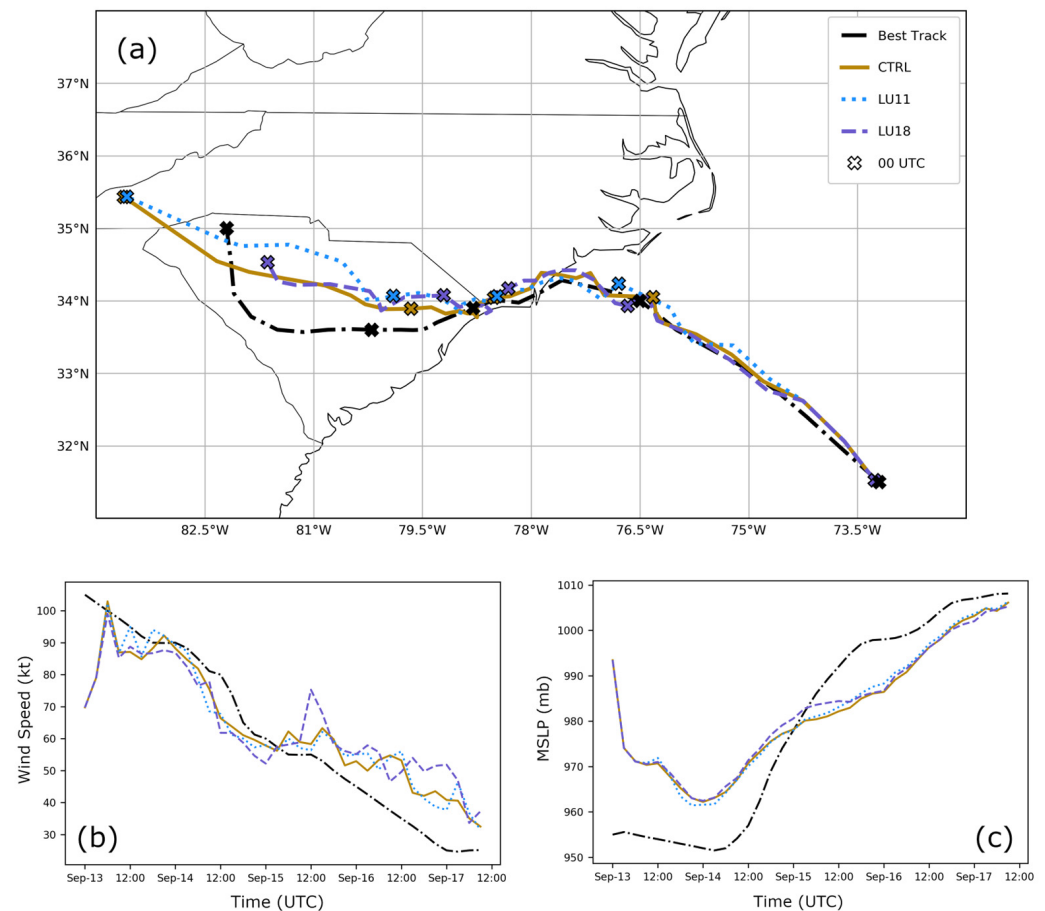 (a)
Best Track
CTRL
LU11
LU18
00 UTC
37°N
36°N
35°N
34°N
33°N
32°N
82.5°W 81°W 79.5°W 78°W 76.5°W 75°W 73.5°W
Wind Speed (kt)
100
90
80
70
60
50
40
30
(b)
Sep-13 12:00 Sep-14 12:00 Sep-15 12:00 Sep-16 12:00 Sep-17 12:00
Time (UTC)
MSLP (mb)
1010
1000
990
980
970
960
950
(c)
Sep-13 12:00 Sep-14 12:00 Sep-15 12:00 Sep-16 12:00 Sep-17 12:00
Time (UTC)